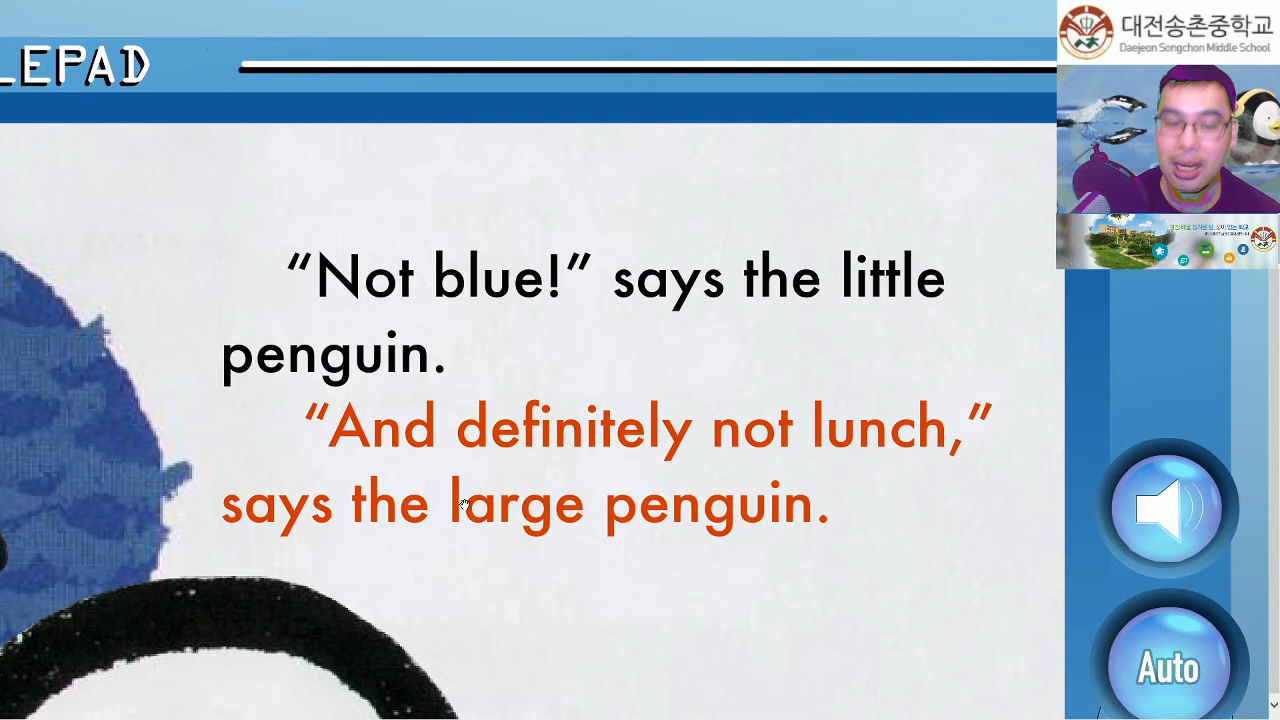 LEPAD
대전송촌중학교
Daejeon Songchon Middle School
“Not blue!” says the little
penguin.
“And definitely not lunch,”
says the large penguin.
Auto